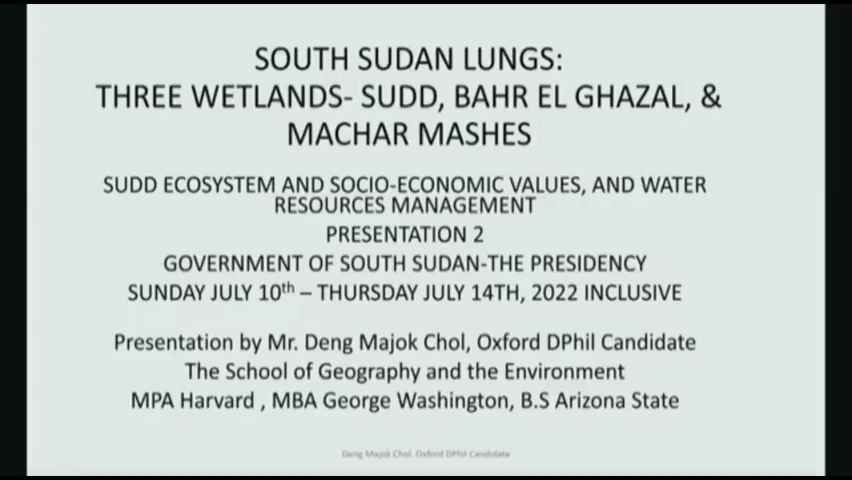 SOUTH SUDAN LUNGS:
THREE WETLANDS- SUDD, BAHR EL GHAZAL, &
MACHAR MASHES
SUDD ECOSYSTEM AND SOCIO-ECONOMIC VALUES, AND WATER
RESOURCES MANAGEMENT
PRESENTATION 2
GOVERNMENT OF SOUTH SUDAN-THE PRESIDENCY
SUNDAY JULY 10th – THURSDAY JULY 14TH, 2022 INCLUSIVE
Presentation by Mr. Deng Majok Chol, Oxford DPhil Candidate
The School of Geography and the Environment
MPA Harvard , MBA George Washington, B.S Arizona State
Deng Majok Chol. Oxford DPhil Candidate